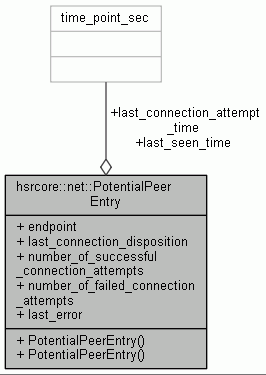 time_point_sec
+last_connection_attempt
_time
+last_seen_time
hsrcore::net::PotentialPeer
Entry
+ endpoint
+ last_connection_disposition
+ number_of_successful
_connection_attempts
+ number_of_failed_connection
_attempts
+ last_error
+ PotentialPeerEntry()
+ PotentialPeerEntry()